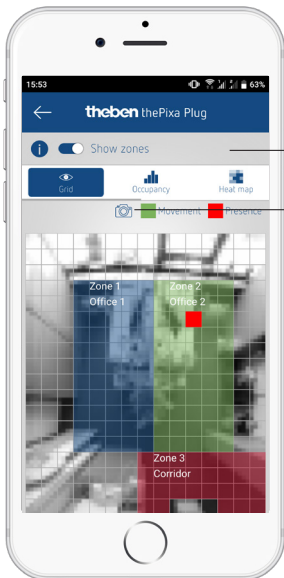 15:53
63%
theben thePixa Plug
Show zones
Grid
Occupancy
Heat map
Movement
Presence
Zone 1
Office 1
Zone 2
Office 2
Zone 3
Corridor